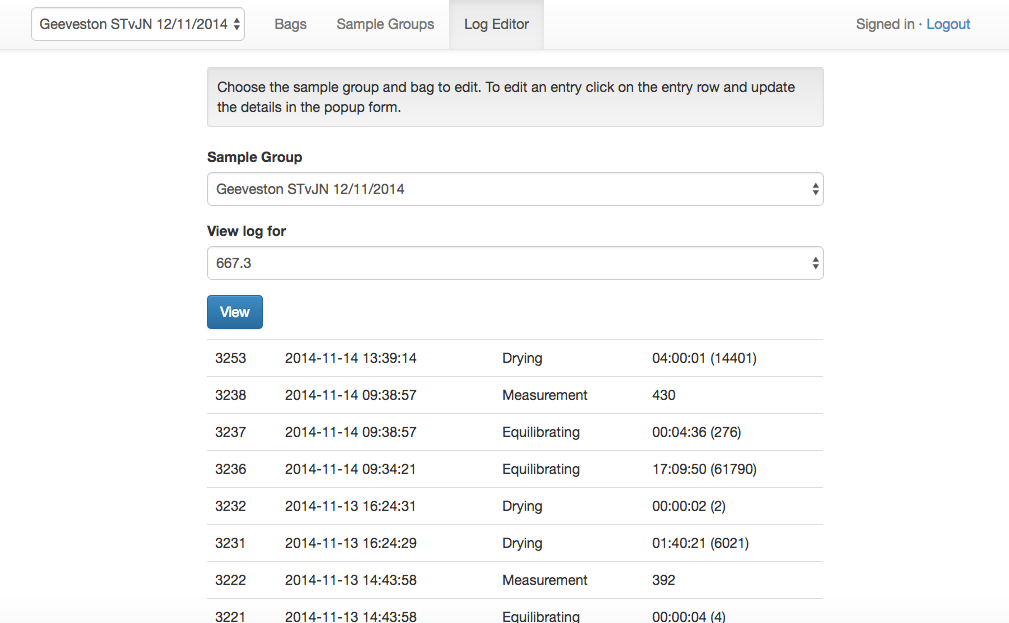 Geeveston STvJN 12/11/2014 Bags Sample Groups Log Editor Signed in · Logout
Choose the sample group and bag to edit. To edit an entry click on the entry row and update
the details in the popup form.
Sample Group
Geeveston STvJN 12/11/2014
View log for
667.3
View
3253 2014-11-14 13:39:14 Drying 04:00:01 (14401)
3238 2014-11-14 09:38:57 Measurement 430
3237 2014-11-14 09:38:57 Equilibrating 00:04:36 (276)
3236 2014-11-14 09:34:21 Equilibrating 17:09:50 (61790)
3232 2014-11-13 16:24:31 Drying 00:00:02 (2)
3231 2014-11-13 16:24:29 Drying 01:40:21 (6021)
3222 2014-11-13 14:43:58 Measurement 392
3221 2014-11-13 14:43:58 Equilibrating 00:00:04 (4)